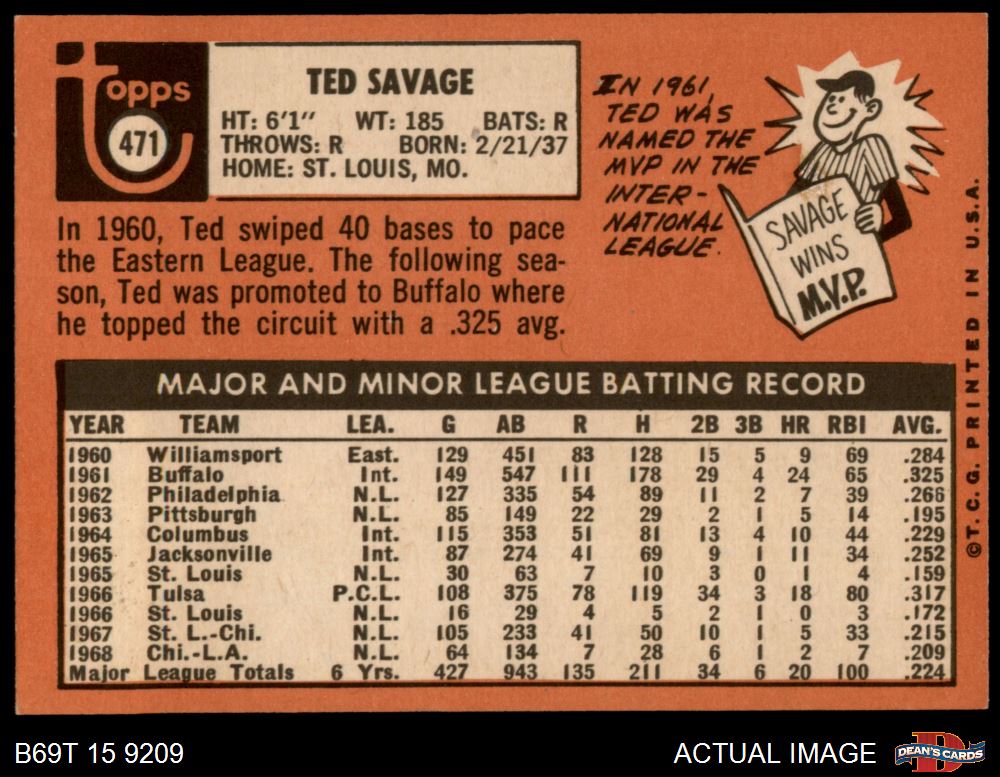 topps
471
TED SAVAGE
HT: 6'1" WT: 185 BATS: R
THROWS: R BORN: 2/21/37
HOME: ST. LOUIS, MO.
In 1960, Ted swiped 40 bases to pace
the Eastern League. The following sea-
son, Ted was promoted to Buffalo where
he topped the circuit with a .325 avg.
IN 1961,
TED WAS
NAMED THE
MVP IN THE
INTER-
NATIONAL
LEAGUE.
SAVAGE
WINS
M.V.P.
MAJOR AND MINOR LEAGUE BATTING RECORD
YEAR TEAM LEA. G AB R H 2B 3B HR RBI AVG.
1960 Williamsport East. 129 451 83 128 15 5 9 69 .284
1961 Buffalo Int. 149 547 111 178 29 4 24 65 .325
1962 Philadelphia N.L. 127 335 54 89 11 2 7 39 .266
1963 Pittsburgh N.L. 85 149 22 29 2 1 5 14 .195
1964 Columbus Int. 115 353 51 81 13 4 10 44 .229
1965 Jacksonville Int. 87 274 41 69 9 1 11 34 .252
1965 St. Louis N.L. 30 63 7 10 3 0 1 4 .159
1966 Tulsa P.C.L. 108 375 78 119 34 3 18 80 .317
1966 St. Louis N.L. 16 29 4 5 2 1 0 3 .172
1967 St. L.-Chi. N.L. 105 233 41 50 10 1 5 33 .215
1968 Chi.-L.A. N.L. 64 134 7 28 6 1 2 7 .209
Major League Totals 6 Yrs. 427 943 135 211 34 6 20 100 .224
©T.C.G. PRINTED IN U.S.A.
B69T 15 9209
ACTUAL IMAGE
DEAN'S CARDS